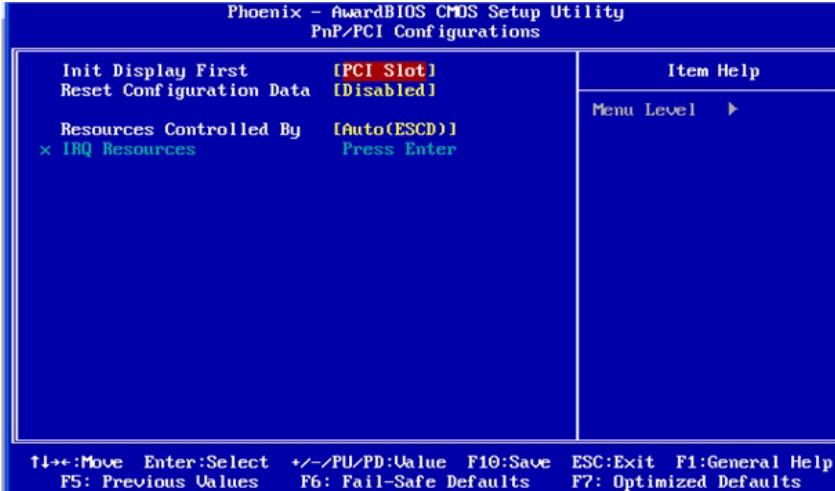 Phoenix - AwardBIOS CMOS Setup Utility
PnP/PCI Configurations
Init Display First [PCI Slot]
Reset Configuration Data [Disabled]
Resources Controlled By [Auto(ESCD)]
x IRQ Resources Press Enter
Item Help
Menu Level ▶
↑↓→←:Move Enter:Select +/-/PU/PD:Value F10:Save ESC:Exit F1:General Help
F5: Previous Values F6: Fail-Safe Defaults F7: Optimized Defaults